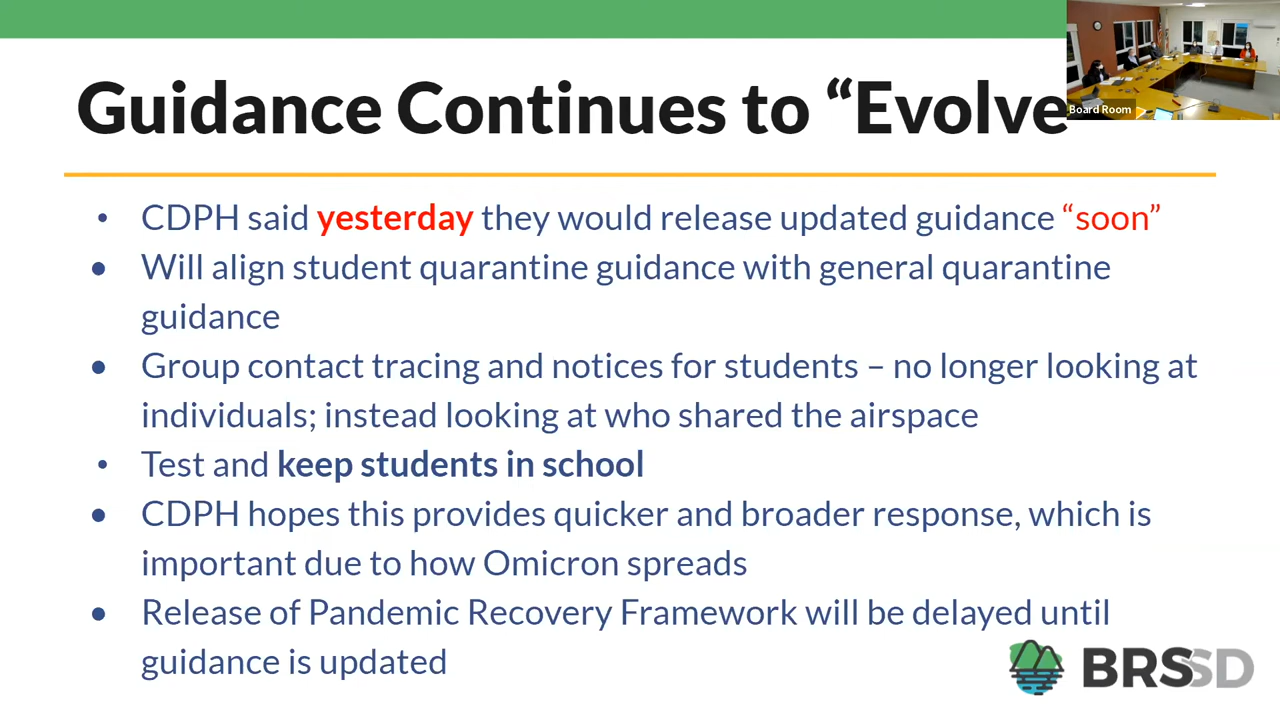 Guidance Continues to “Evolve
Board Room
• CDPH said yesterday they would release updated guidance “soon”
● Will align student quarantine guidance with general quarantine
guidance
● Group contact tracing and notices for students – no longer looking at
individuals; instead looking at who shared the airspace
• Test and keep students in school
● CDPH hopes this provides quicker and broader response, which is
important due to how Omicron spreads
● Release of Pandemic Recovery Framework will be delayed until
guidance is updated
BRSSD